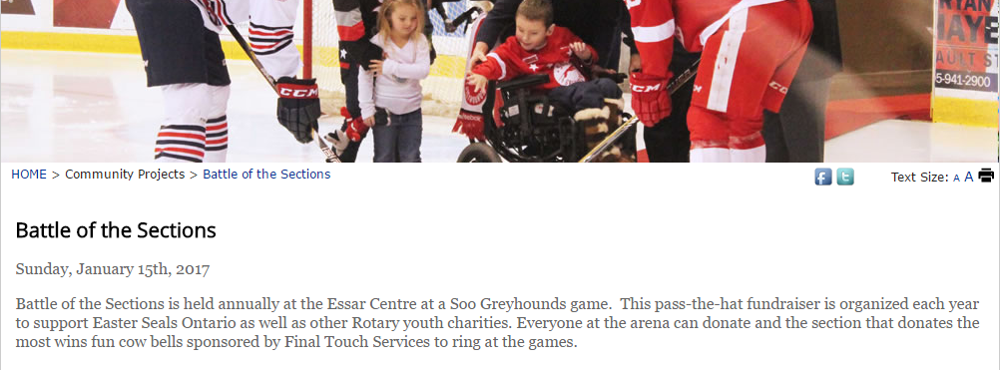 RYAN
HAYE
AULT S
5-941-2900
CCM
CCM
CCM
Reebok
HOME > Community Projects > Battle of the Sections
Text Size: A A
Battle of the Sections
Sunday, January 15th, 2017
Battle of the Sections is held annually at the Essar Centre at a Soo Greyhounds game.  This pass-the-hat fundraiser is organized each year
to support Easter Seals Ontario as well as other Rotary youth charities. Everyone at the arena can donate and the section that donates the
most wins fun cow bells sponsored by Final Touch Services to ring at the games.